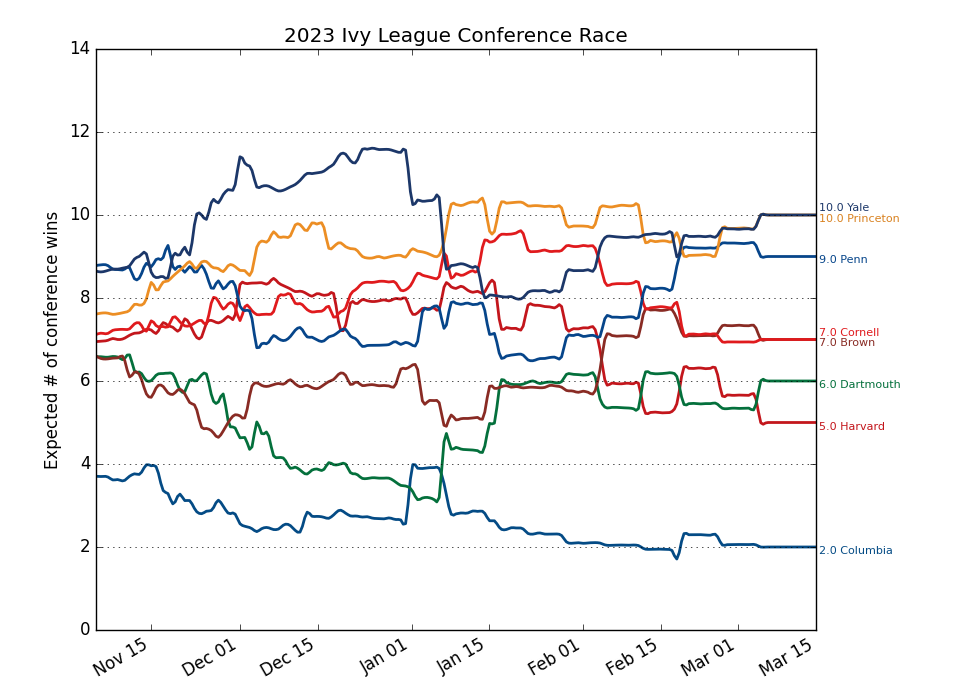 2023 Ivy League Conference Race
Expected # of conference wins
14
12
10
8
6
4
2
0
10.0 Yale
10.0 Princeton
9.0 Penn
7.0 Cornell
7.0 Brown
6.0 Dartmouth
5.0 Harvard
2.0 Columbia
Nov 15
Dec 01
Dec 15
Jan 01
Jan 15
Feb 01
Feb 15
Mar 01
Mar 15